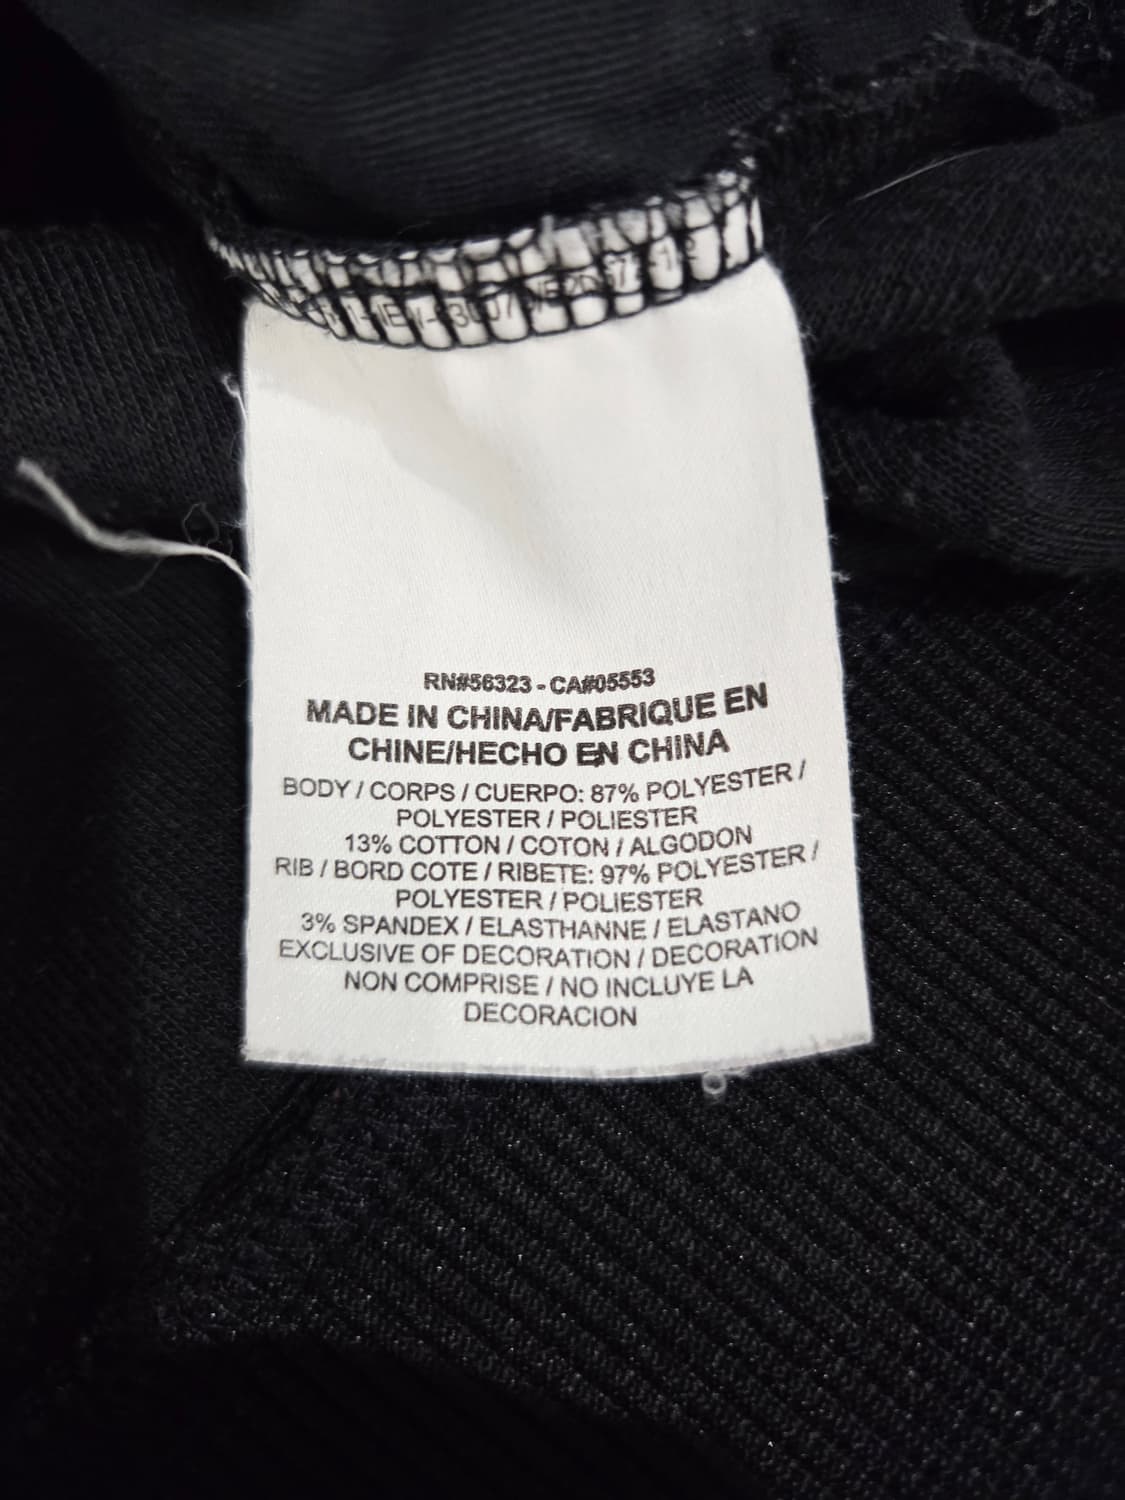 RN#56323 - CA#05553
MADE IN CHINA/FABRIQUE EN
CHINE/HECHO EN CHINA
BODY / CORPS / CUERPO: 87% POLYESTER /
POLYESTER / POLIESTER
13% COTTON / COTON / ALGODON
RIB / BORD COTE / RIBETE: 97% POLYESTER /
POLYESTER / POLIESTER
3% SPANDEX / ELASTHANNE / ELASTANO
EXCLUSIVE OF DECORATION / DECORATION
NON COMPRISE / NO INCLUYE LA
DECORACION